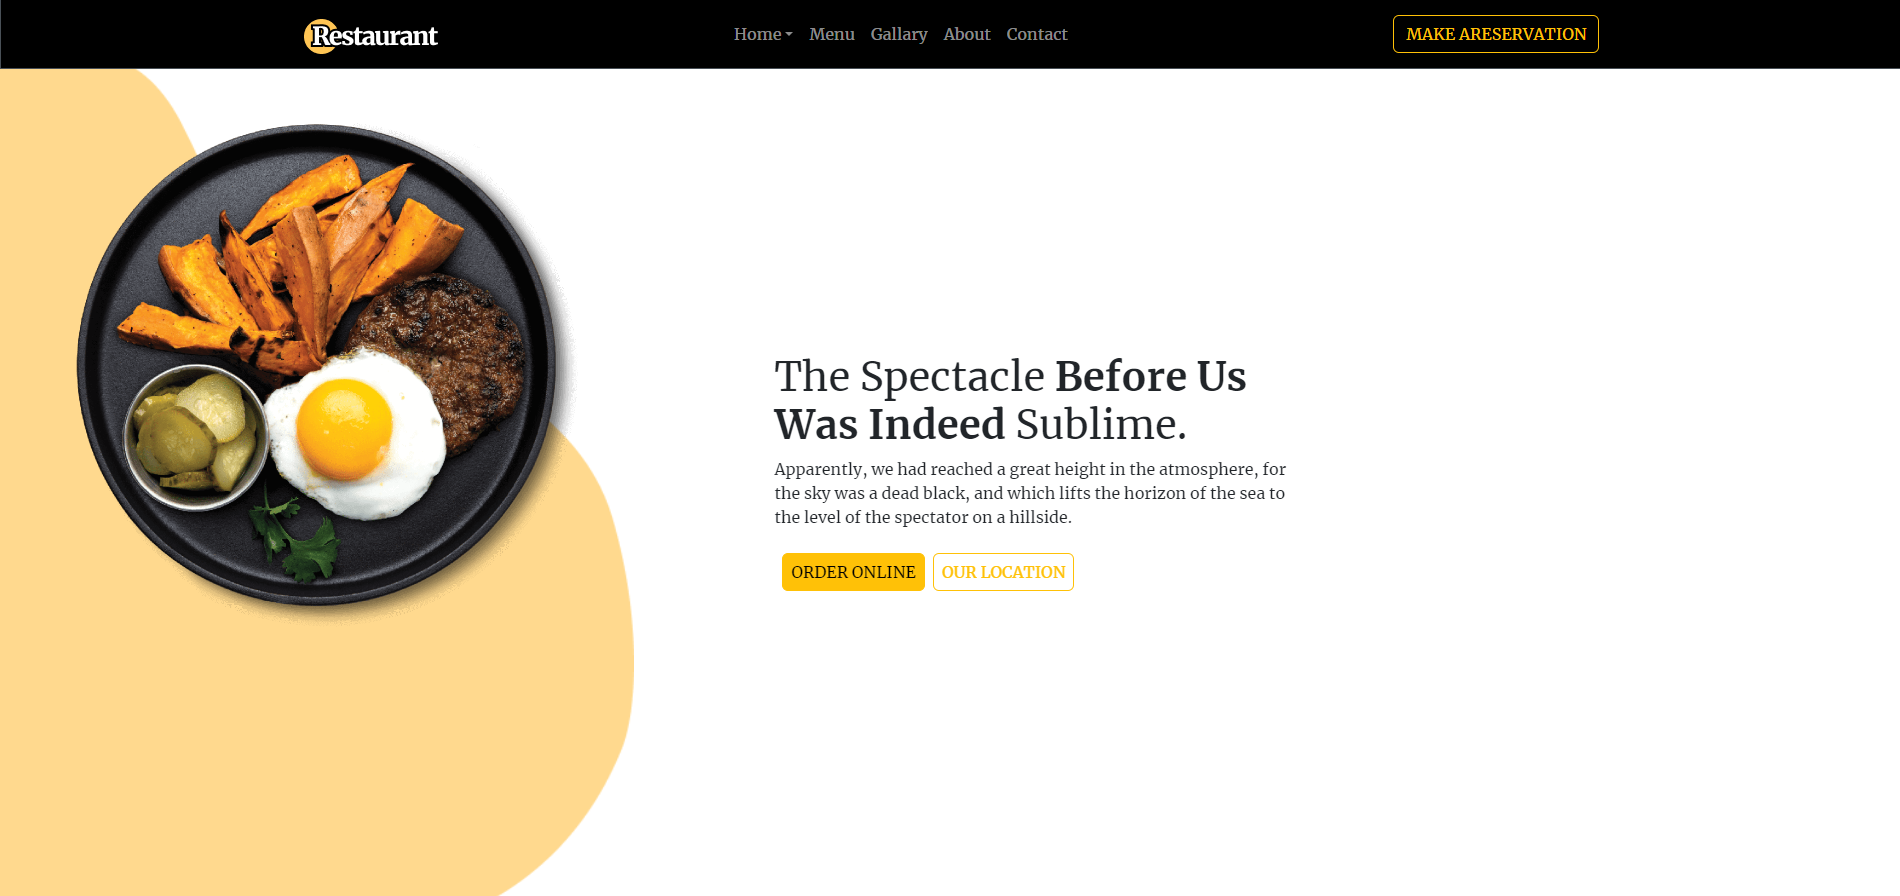 Restaurant
Home Menu Gallary About Contact
MAKE ARESERVATION
The Spectacle Before Us
Was Indeed Sublime.
Apparently, we had reached a great height in the atmosphere, for
the sky was a dead black, and which lifts the horizon of the sea to
the level of the spectator on a hillside.
ORDER ONLINE
OUR LOCATION